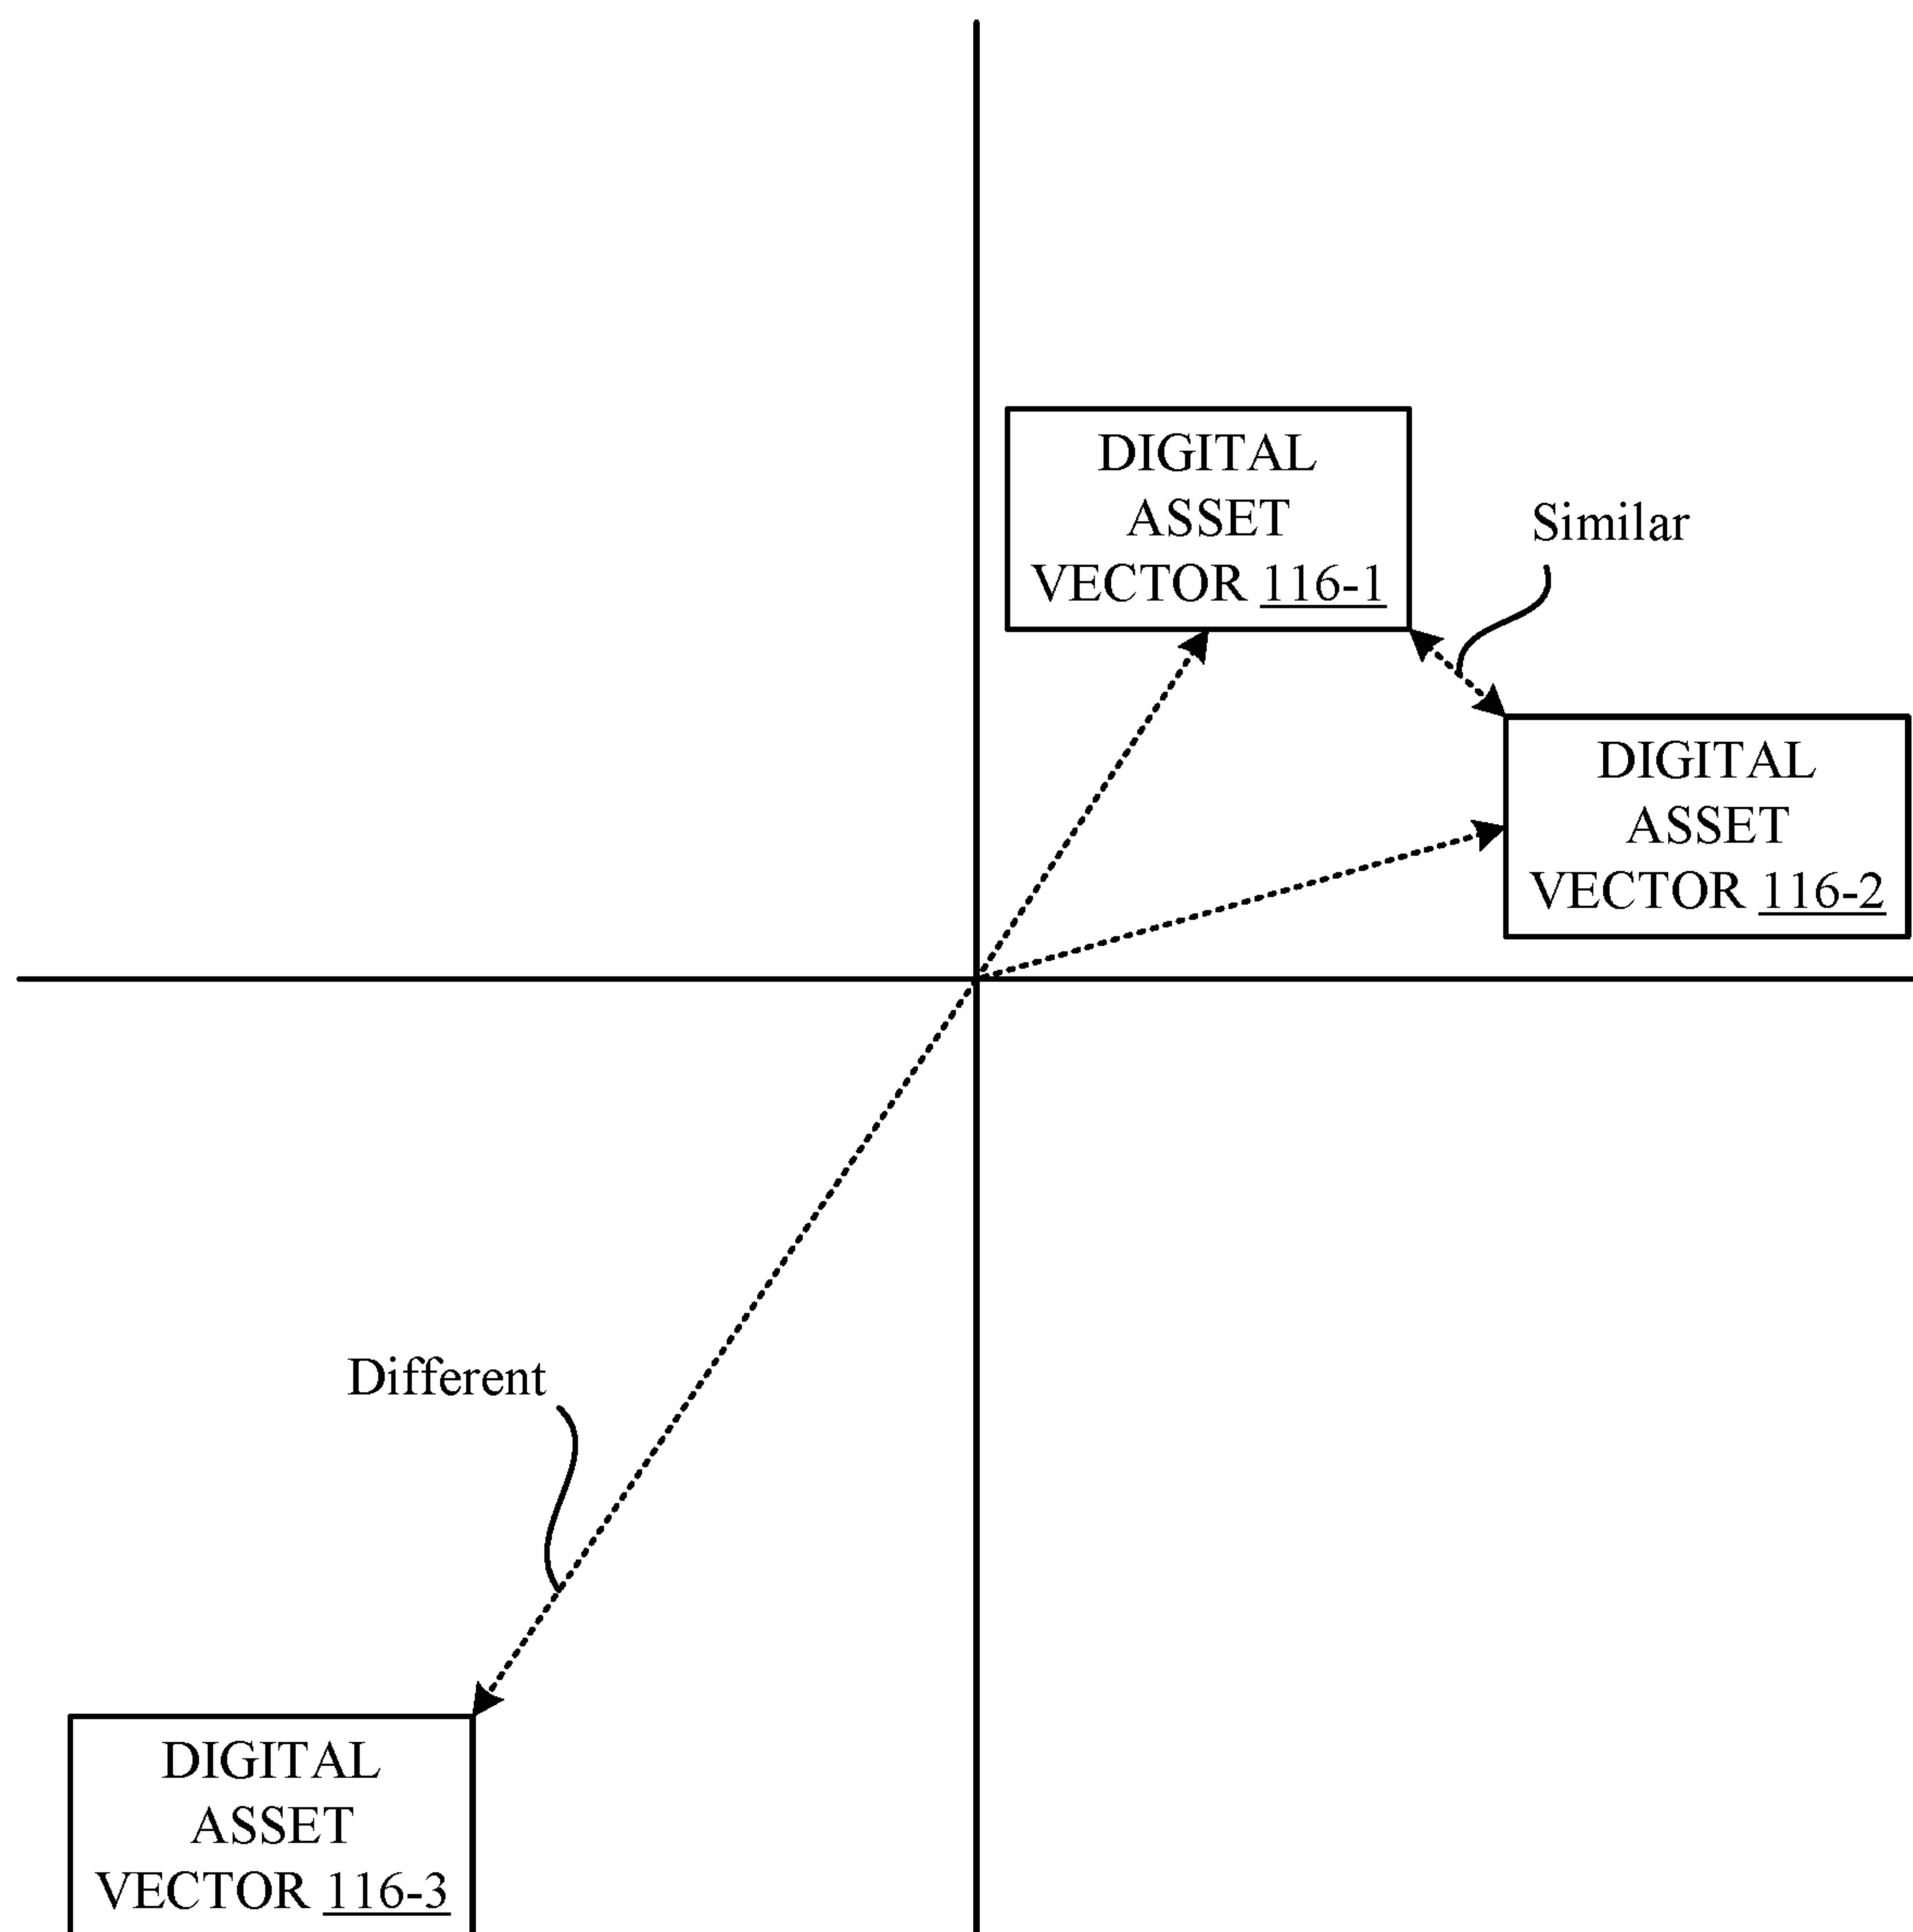 DIGITAL
ASSET
VECTOR 116-1
Similar
DIGITAL
ASSET
VECTOR 116-2
Different
DIGITAL
ASSET
VECTOR 116-3